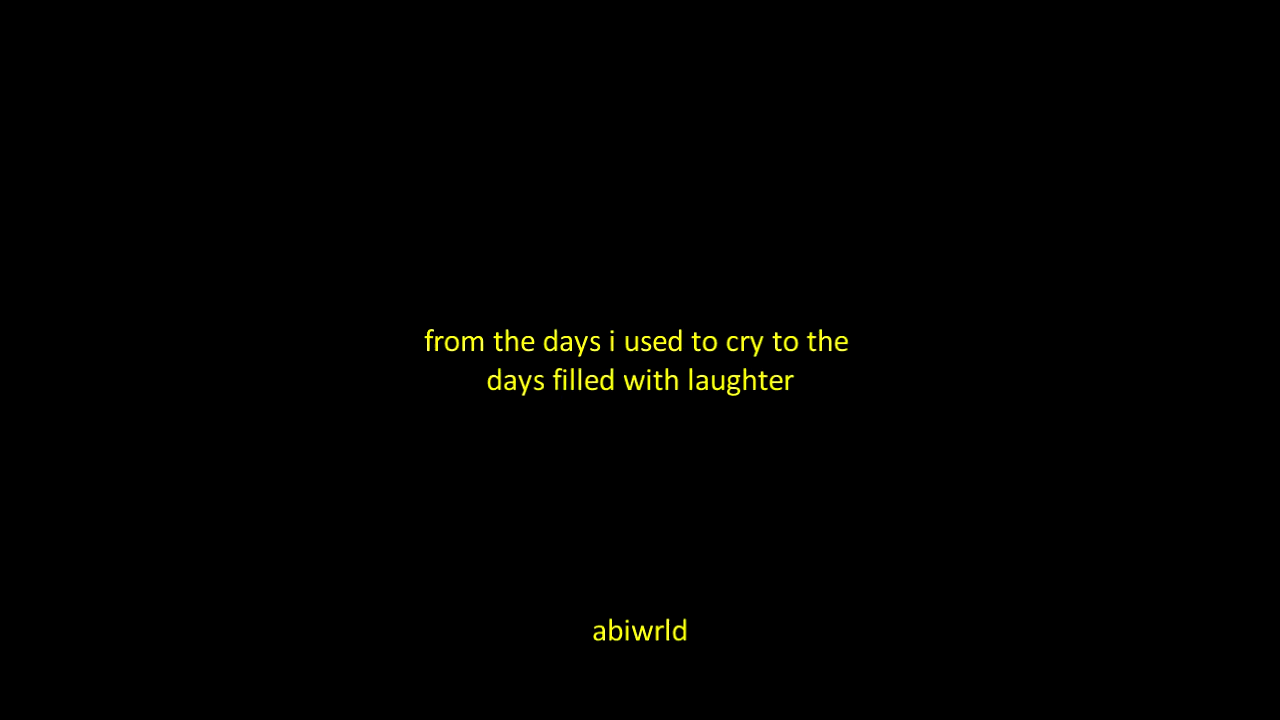 from the days i used to cry to the
days filled with laughter
abiwrld